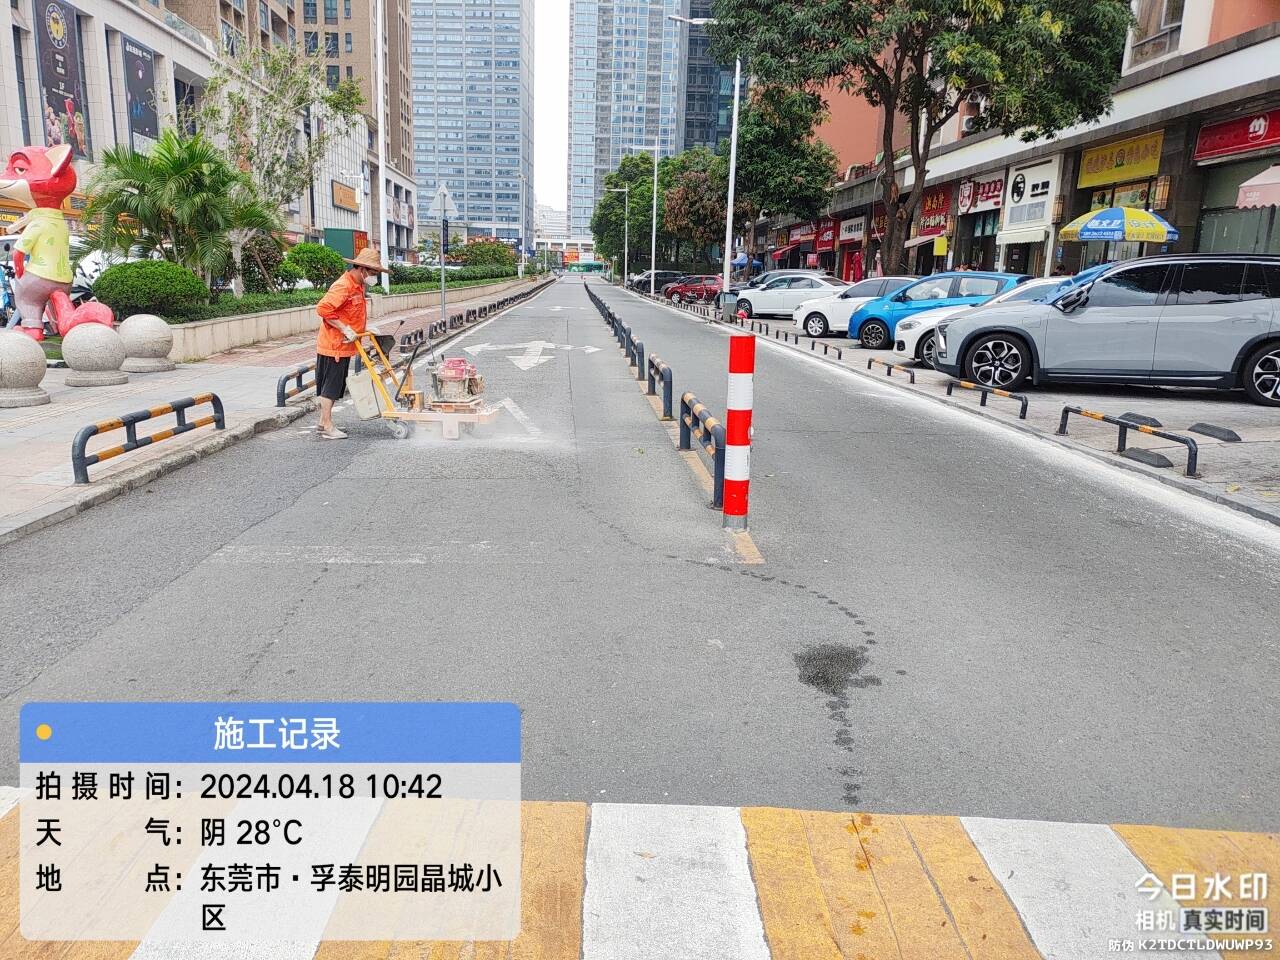 施工记录
拍摄时间：2024.04.18 10:42
天气：阴 28°C
地点：东莞市·孚泰明园晶城小
区
今日水印
相机 真实时间
防伪 K2TDCTLDWUWP93